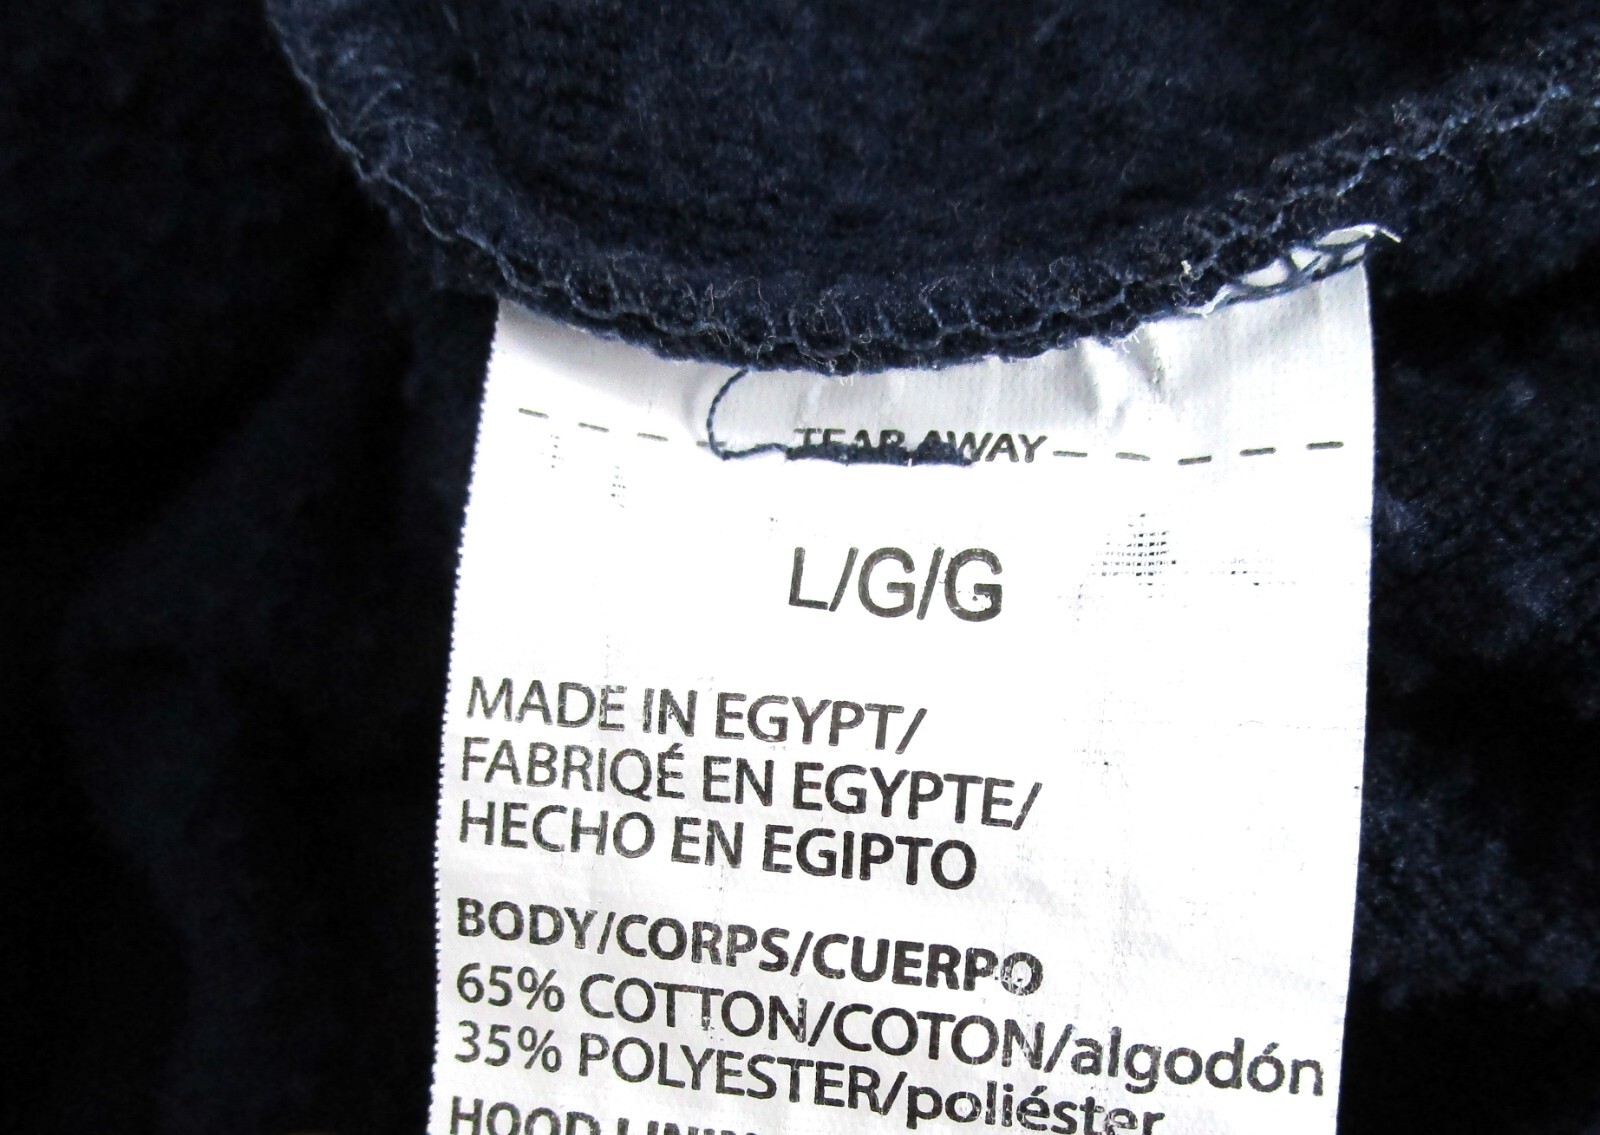 TEAR AWAY
L/G/G
MADE IN EGYPT/
FABRIQÉ EN EGYPTE/
HECHO EN EGIPTO
BODY/CORPS/CUERPO
65% COTTON/COTON/algodón
35% POLYESTER/poliéster
HOOD